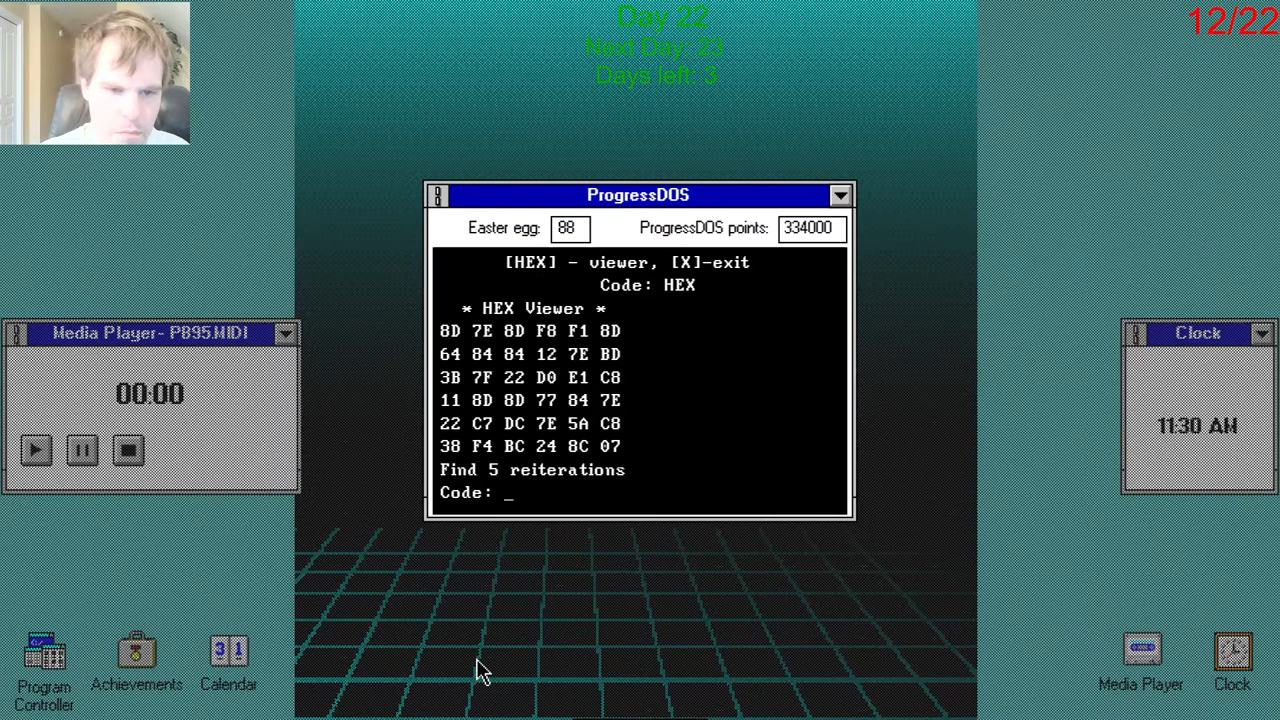 Day 22
Next Day: 23
Days left: 3
12/22
ProgressDOS
Easter egg: 88 ProgressDOS points: 334000
[HEX] - viewer, [X]-exit
Code: HEX
* HEX Viewer *
8D 7E 8D F8 F1 8D
64 84 84 12 7E BD
3B 7F 22 D0 E1 C8
11 8D 8D 77 84 7E
22 C7 DC 7E 5A C8
38 F4 BC 24 8C 07
Find 5 reiterations
Code: _
Media Player- PB95.MIDI
00:00
Clock
11:30 AM
Program
Controller
Achievements
31
Calendar
Media Player
Clock